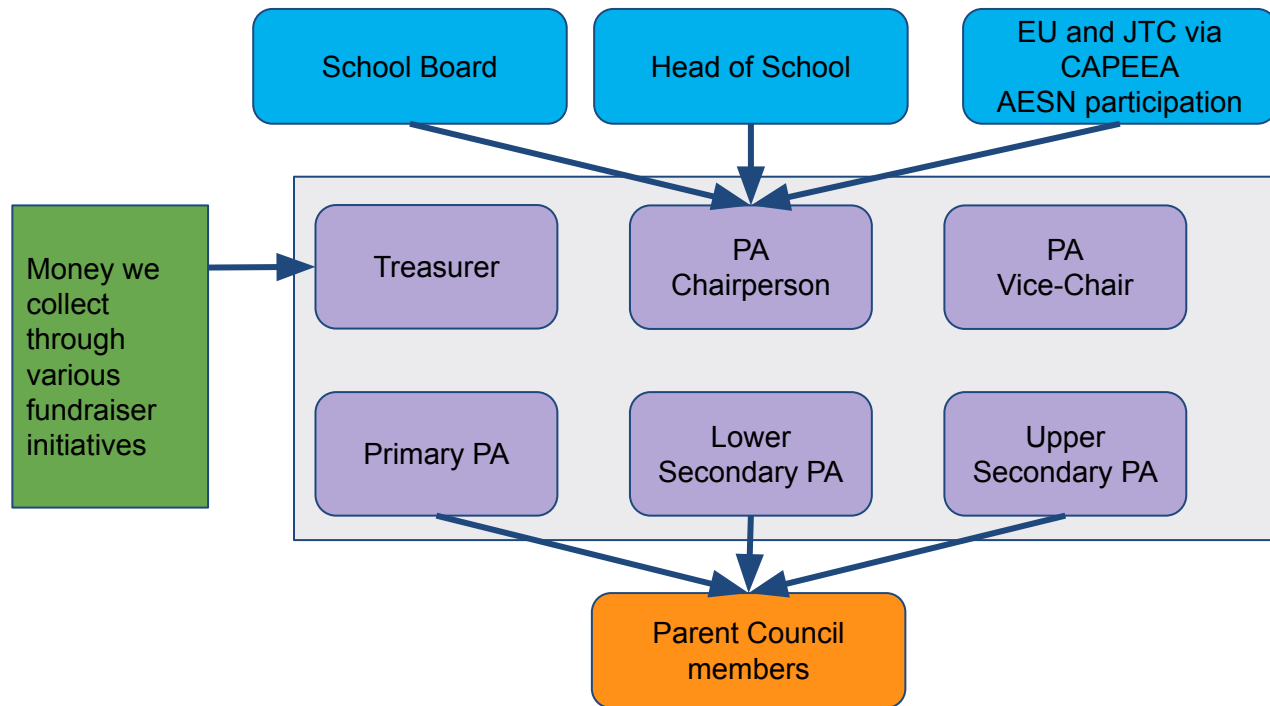 School Board
Head of School
EU and JTC via
CAPEEA
AESN participation
Money we
collect
through
various
fundraiser
initiatives
Treasurer
PA
Chairperson
PA
Vice-Chair
Primary PA
Lower
Secondary PA
Upper
Secondary PA
Parent Council
members